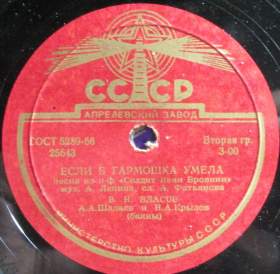 СССР
АПРЕЛЕВСКИЙ ЗАВОД
ГОСТ 5289-56
Вторая гр.
25643
3-00
ЕСЛИ Б ГАРМОШКА УМЕЛА
песня из к-ф «Солдат Иван Бровкин»
муз. А. Лепина, сл. А. Фатьянова
В. Н. ВЛАСОВ
А.А.Шалаев и Н.А.Крылов
(баяны)
МИНИСТЕРСТВО КУЛЬТУРЫ СССР